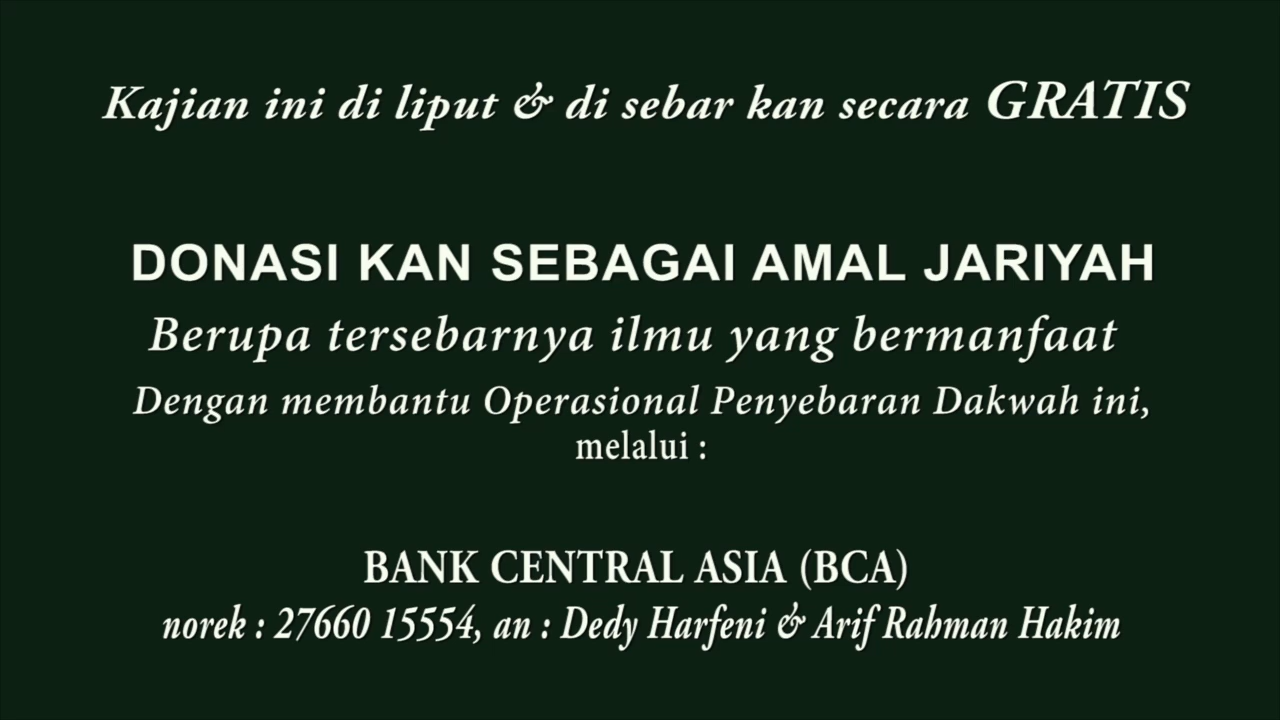 Kajian ini di liput & di sebar kan secara GRATIS
DONASI KAN SEBAGAI AMAL JARIYAH
Berupa tersebarnya ilmu yang bermanfaat
Dengan membantu Operasional Penyebaran Dakwah ini,
melalui :
BANK CENTRAL ASIA (BCA)
norek : 27660 15554, an : Dedy Harfeni & Arif Rahman Hakim